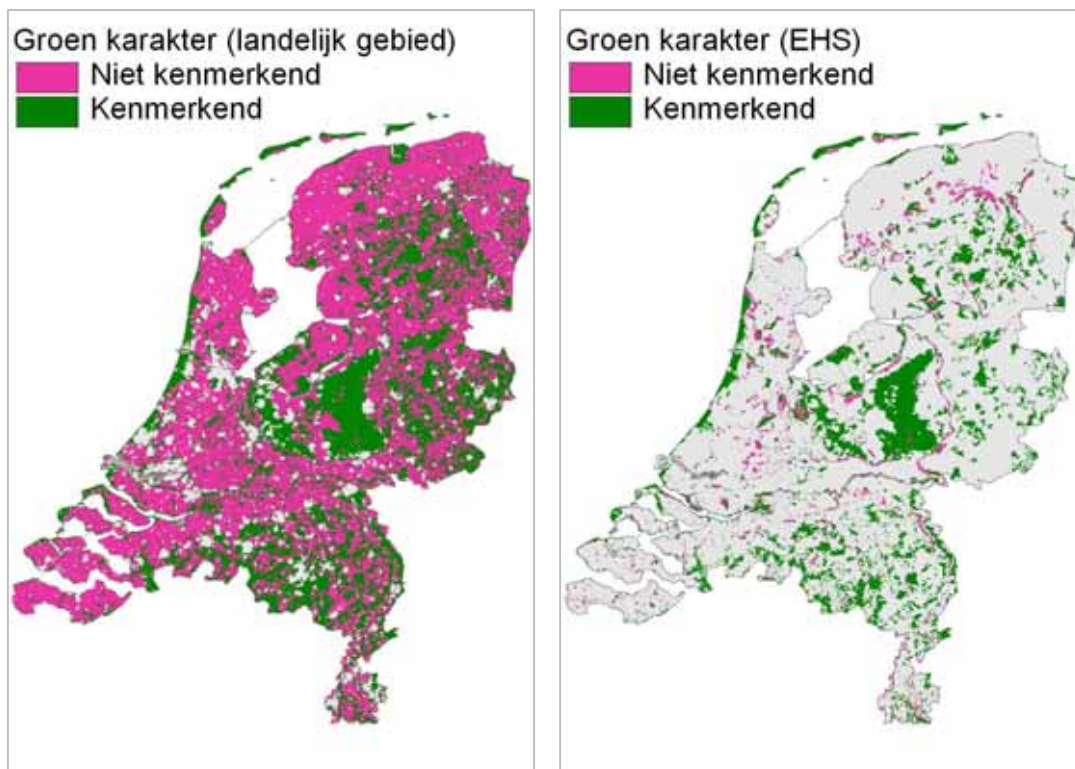 Groen karakter (landelijk gebied)
Niet kenmerkend
Kenmerkend
Groen karakter (EHS)
Niet kenmerkend
Kenmerkend